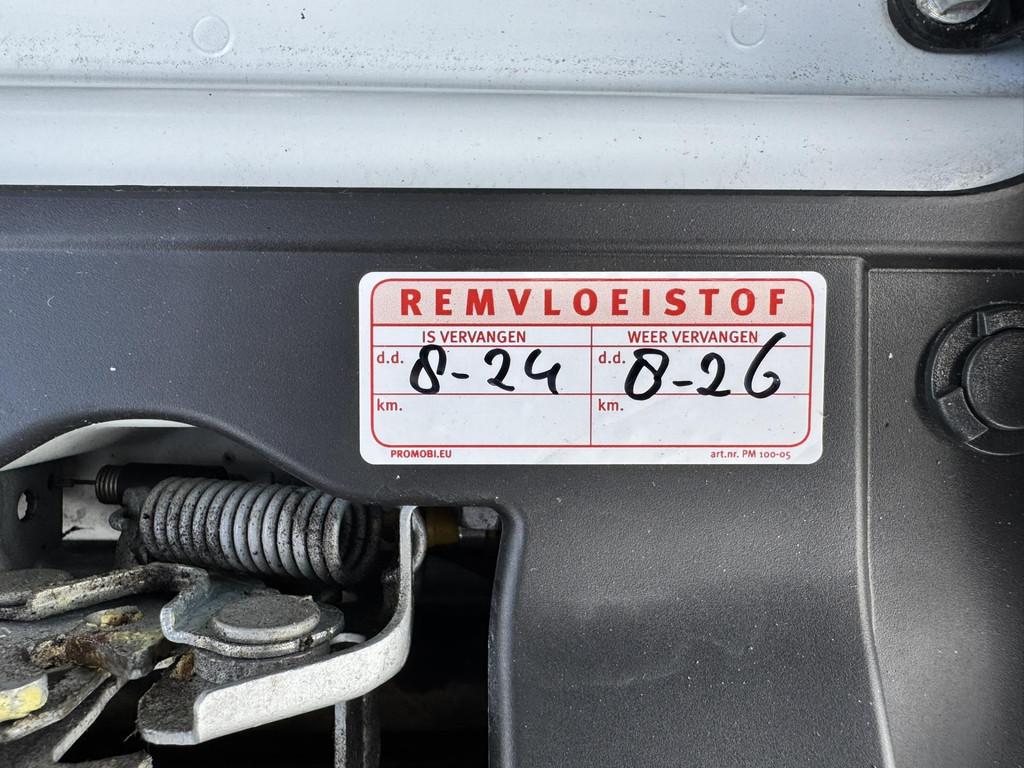 REMVLOEISTOF
IS VERVANGEN WEER VERVANGEN
d.d. 8-24 d.d. 8-26
km. km.
PROMOBI.EU art.nr. PM 100-05